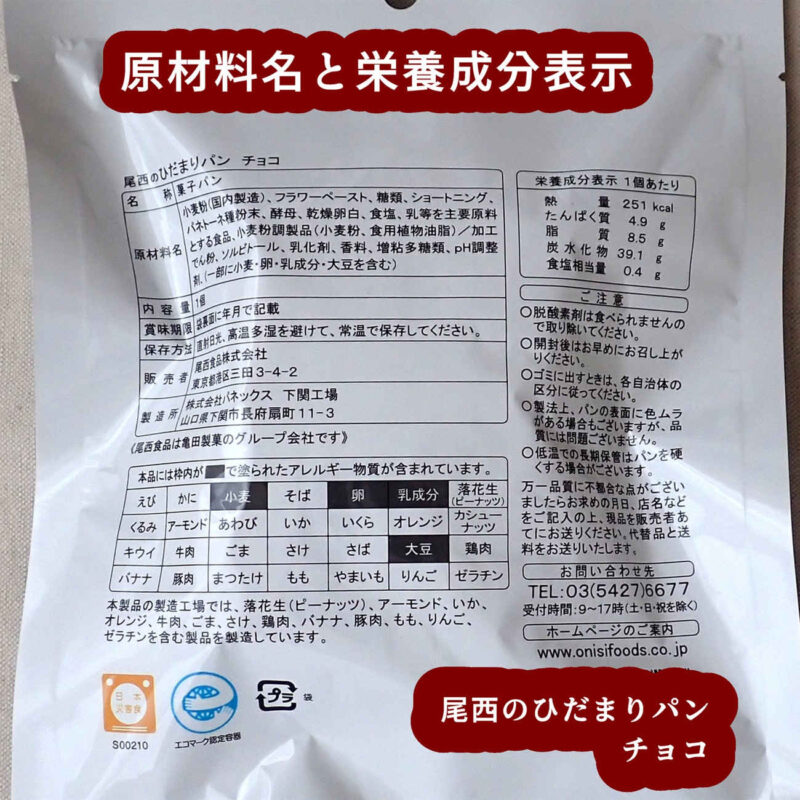 原材料名と栄養成分表示
尾西のひだまりパン チョコ
名 称 菓子パン
原材料名 小麦粉(国内製造)、フラワーペースト、糖類、ショートニング、
パネトーネ種粉末、酵母、乾燥卵白、食塩、乳等を主要原料
とする食品、小麦粉調製品(小麦粉、食用植物油脂)/加工
でん粉、ソルビトール、乳化剤、香料、増粘多糖類、pH調整
剤、(一部に小麦・卵・乳成分・大豆を含む)
内容量 1個
賞味期限 袋裏面に年月で記載
保存方法 直射日光、高温多湿を避けて、常温で保存してください。
販売者 尾西食品株式会社
東京都港区三田3-4-2
製造所 株式会社パネックス 下関工場
山口県下関市長府扇町11-3
《尾西食品は亀田製菓のグループ会社です》
本品には枠内が■で塗られたアレルギー物質が含まれています。
えび かに 小麦 そば 卵 乳成分 落花生
(ピーナッツ)
くるみ アーモンド あわび いか いくら オレンジ カシュー
ナッツ
キウイ 牛肉 ごま さけ さば 大豆 鶏肉
バナナ 豚肉 まつたけ もも やまいも りんご ゼラチン
本製品の製造工場では、落花生(ピーナッツ)、アーモンド、いか、
オレンジ、牛肉、ごま、さけ、鶏肉、バナナ、豚肉、もも、りんご、
ゼラチンを含む製品を製造しています。
日本
災害食
S00210
エコマーク認定容器
プラ 袋
栄養成分表示 1個あたり
熱量 251 kcal
たんぱく質 4.9 g
脂質 8.5 g
炭水化物 39.1 g
食塩相当量 0.4 g
ご注意
○脱酸素剤は食べられませんの
で取り除いてください。
○開封後はお早めにお召し上が
りください。
○ゴミに出すときは、各自治体の
区分に従ってください。
○製法上、パンの表面に色ムラ
がある場合もございますが、品
質には問題ございません。
○低温での長期保管はパンを硬
くする場合がございます。
万一品質に不都合な点がござい
ましたらお求めの月日、店名など
をご記入の上、現品を販売者あ
てにお送りください。代替品と送
料をお送りいたします。
お問い合わせ先
TEL:03(5427)6677
受付時間:9〜17時(土・日・祝を除く)
ホームページのご案内
www.onisifoods.co.jp
尾西のひだまりパン
チョコ